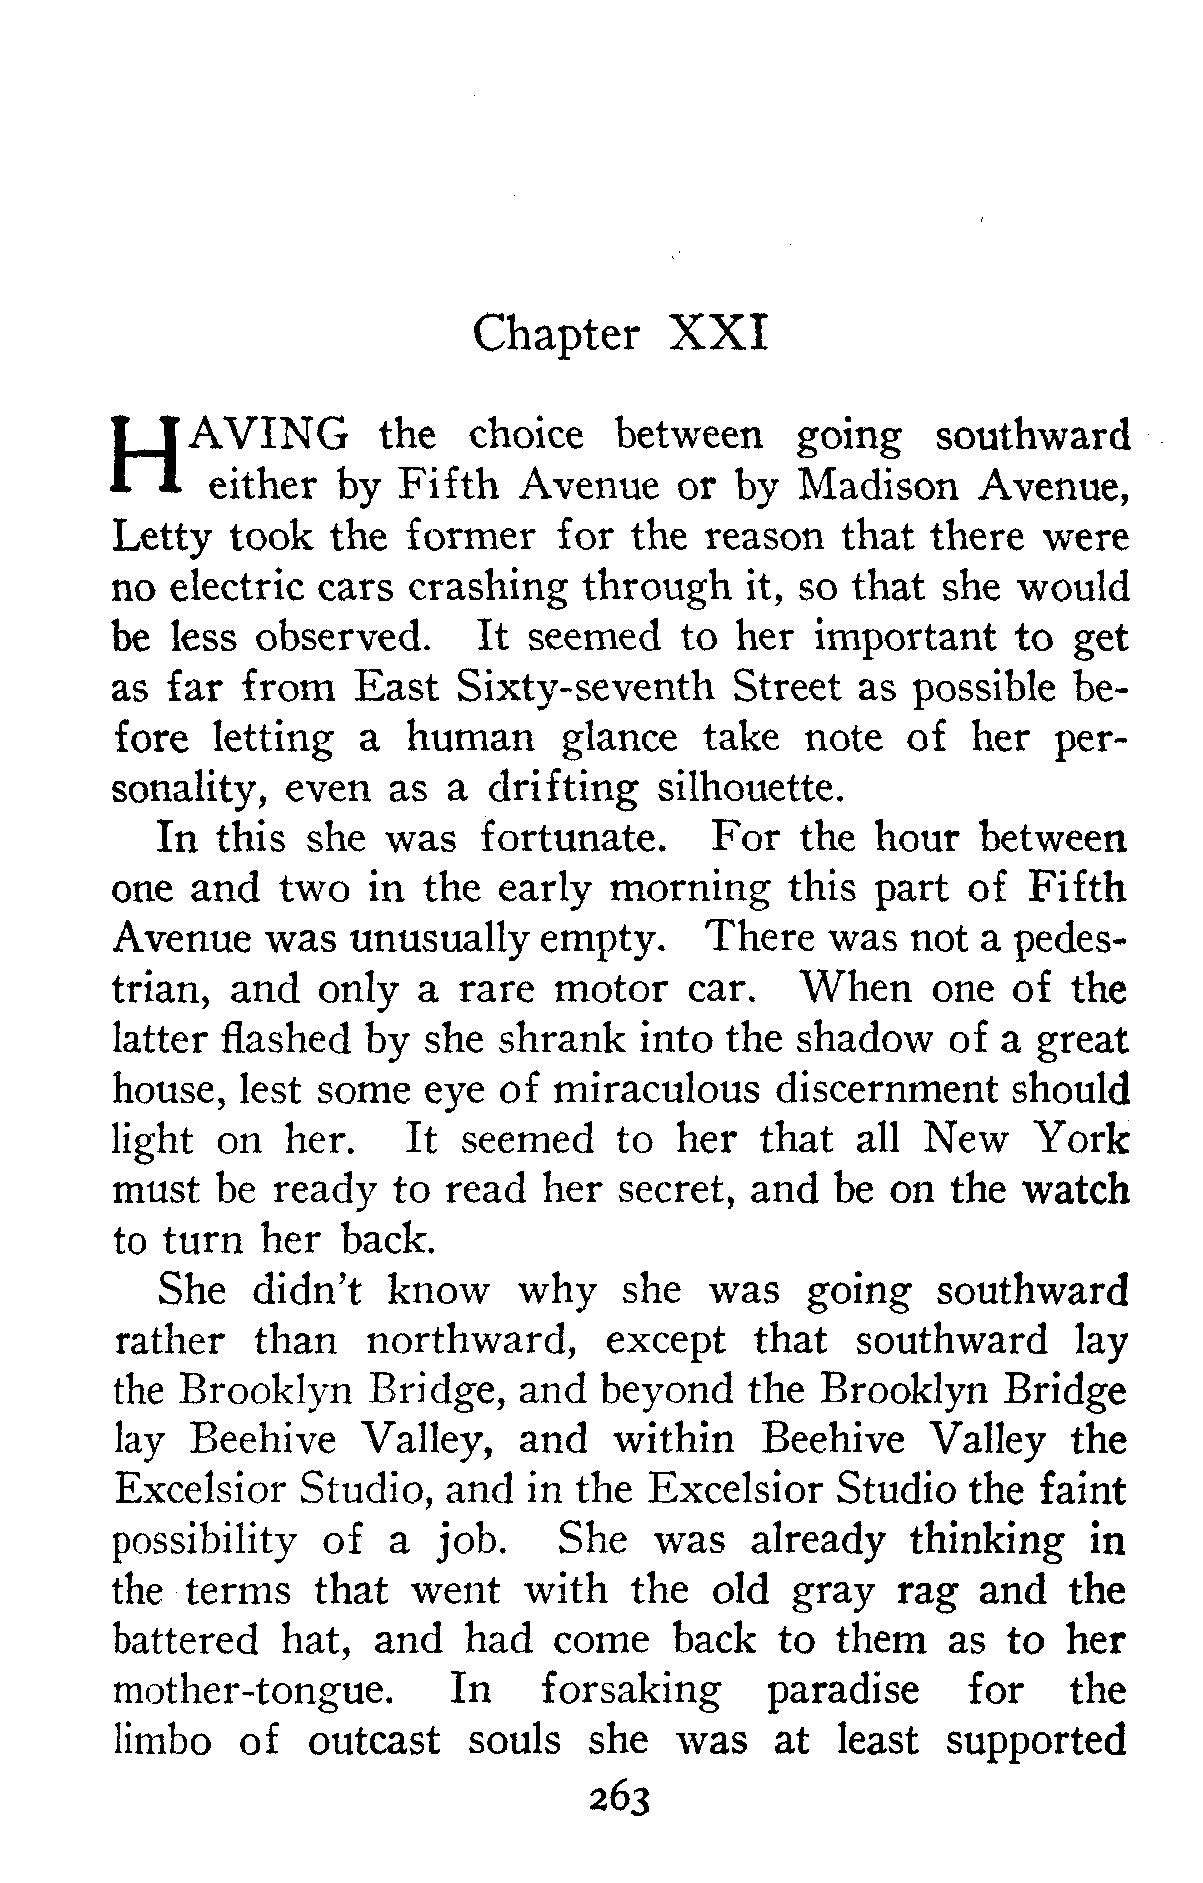 Chapter XXI
HAVING the choice between going southward
either by Fifth Avenue or by Madison Avenue,
Letty took the former for the reason that there were
no electric cars crashing through it, so that she would
be less observed. It seemed to her important to get
as far from East Sixty-seventh Street as possible be-
fore letting a human glance take note of her per-
sonality, even as a drifting silhouette.
In this she was fortunate. For the hour between
one and two in the early morning this part of Fifth
Avenue was unusually empty. There was not a pedes-
trian, and only a rare motor car. When one of the
latter flashed by she shrank into the shadow of a great
house, lest some eye of miraculous discernment should
light on her. It seemed to her that all New York
must be ready to read her secret, and be on the watch
to turn her back.
She didn't know why she was going southward
rather than northward, except that southward lay
the Brooklyn Bridge, and beyond the Brooklyn Bridge
lay Beehive Valley, and within Beehive Valley the
Excelsior Studio, and in the Excelsior Studio the faint
possibility of a job. She was already thinking in
the terms that went with the old gray rag and the
battered hat, and had come back to them as to her
mother-tongue. In forsaking paradise for the
limbo of outcast souls she was at least supported
263